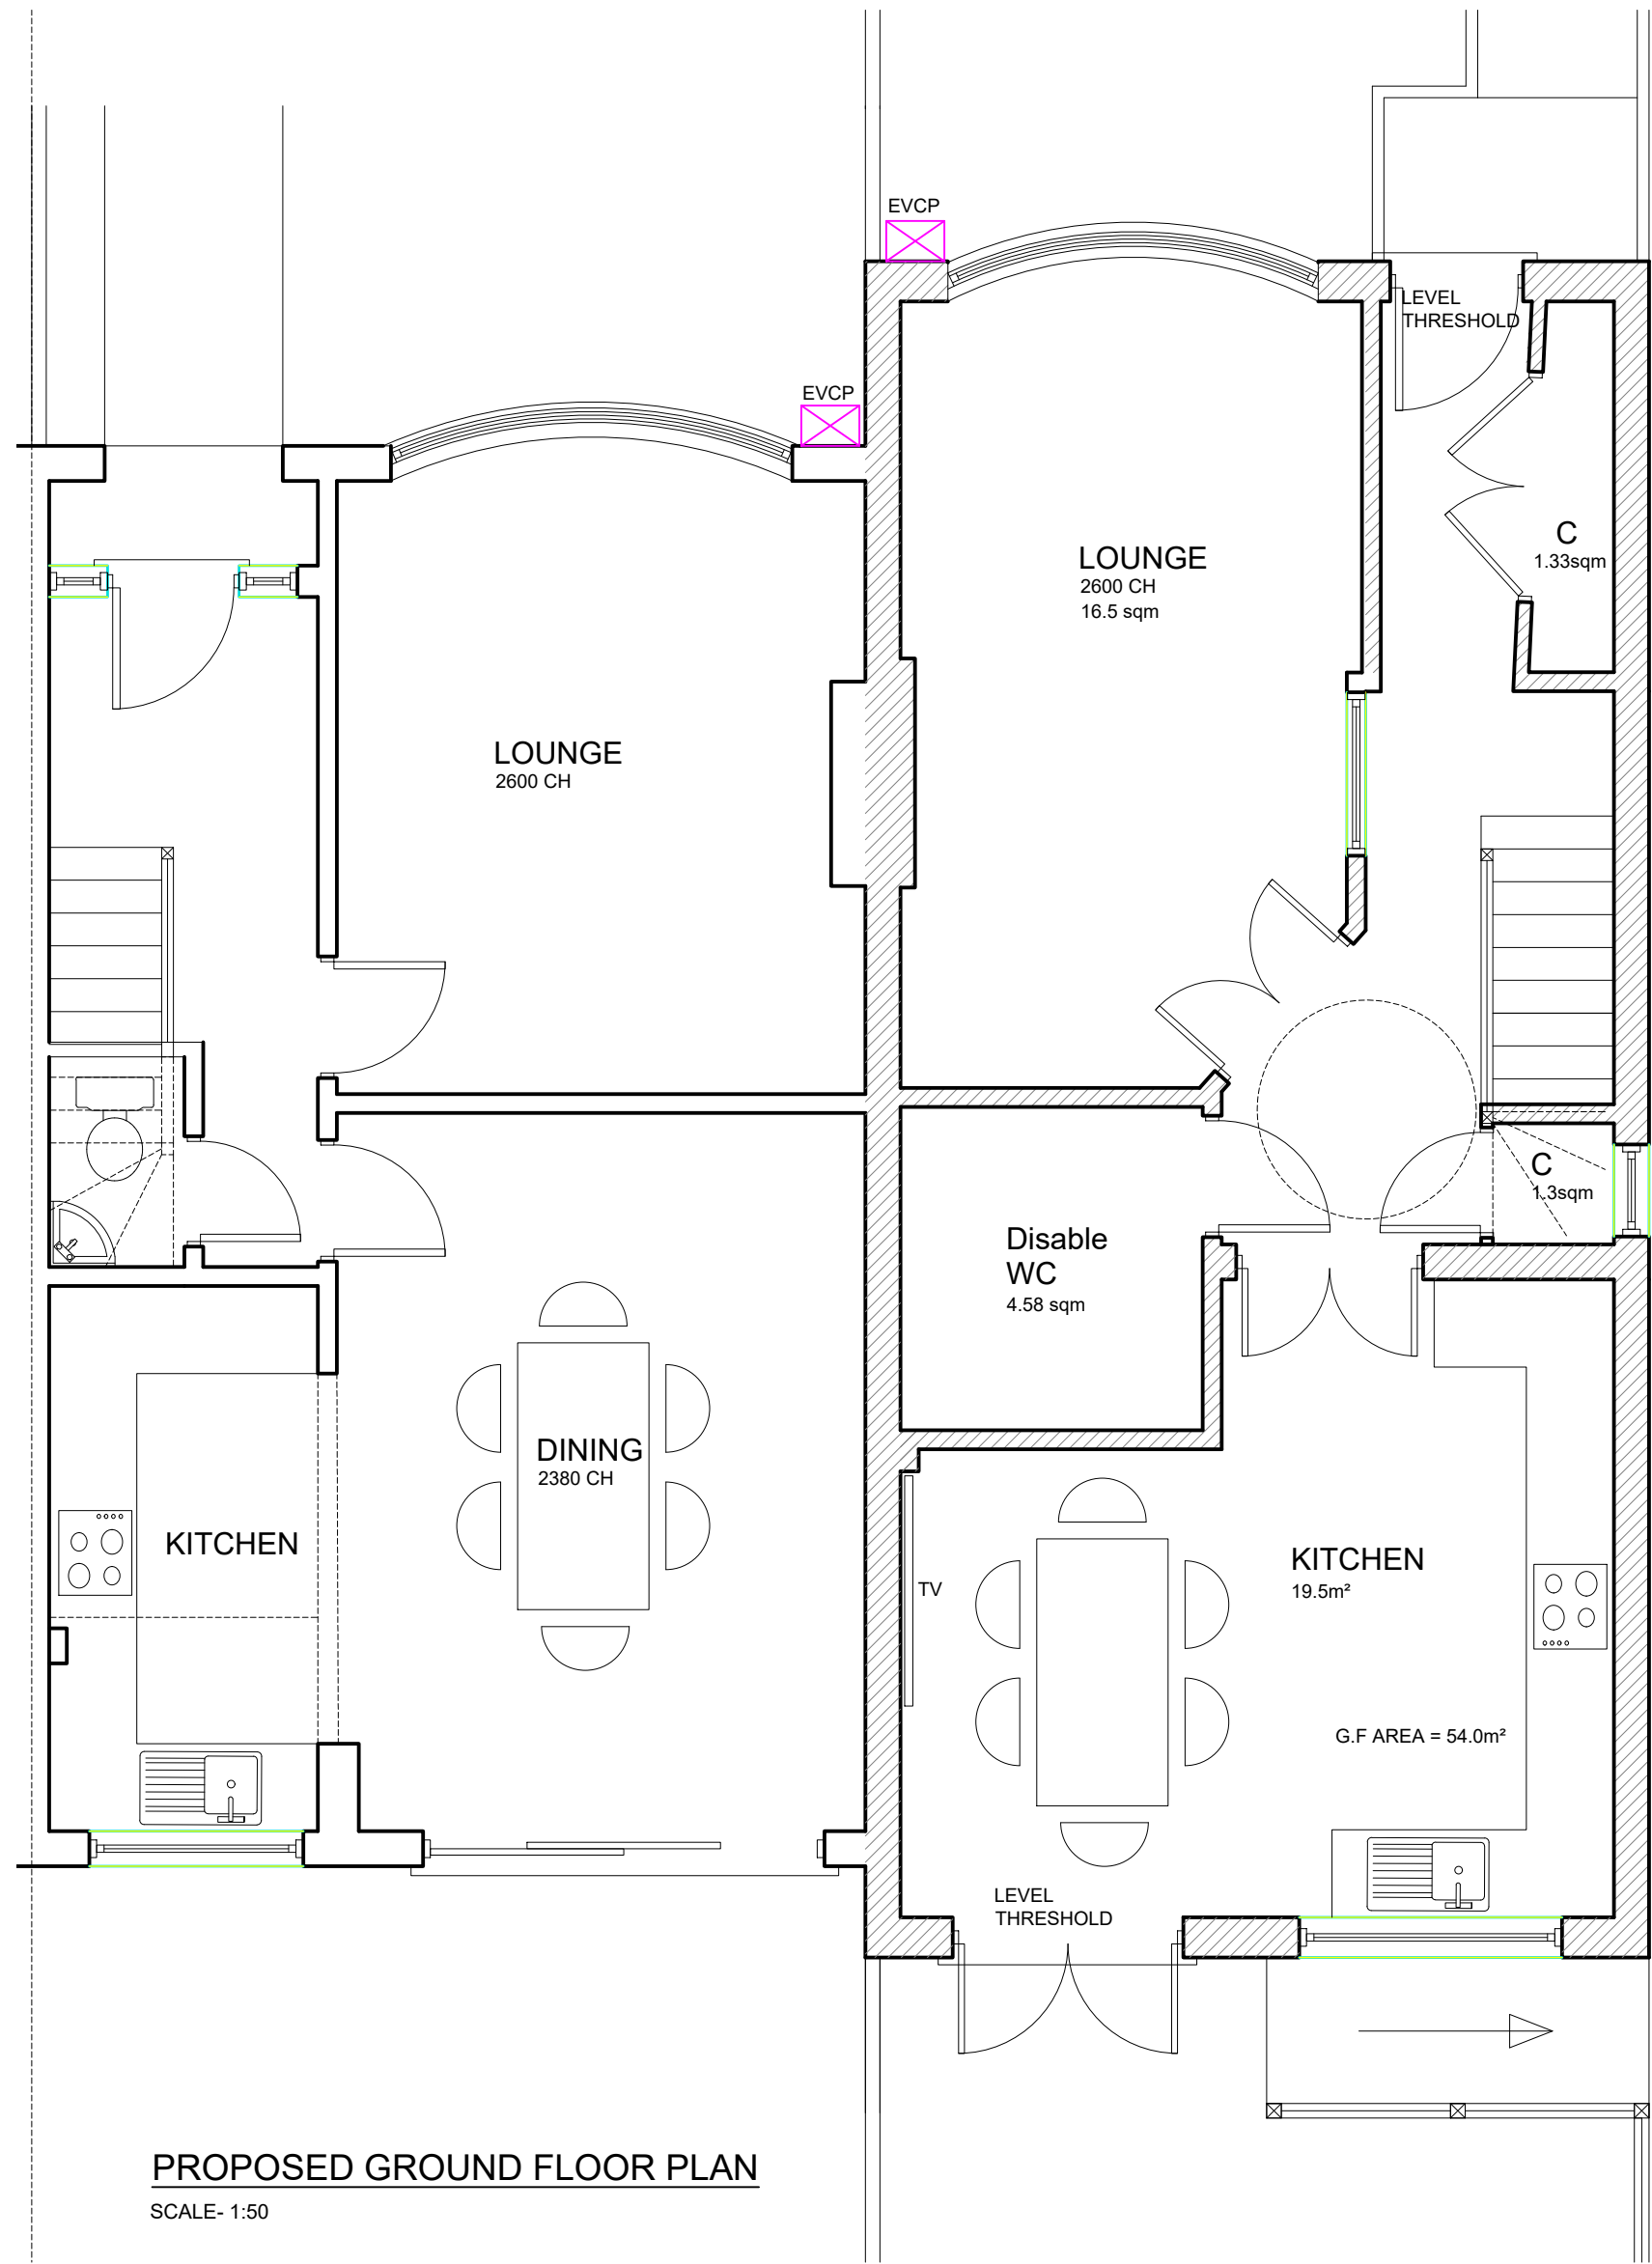 EVCP
LEVEL
THRESHOLD
EVCP
C
1.33sqm
LOUNGE
2600 CH
16.5 sqm
LOUNGE
2600 CH
C
1.3sqm
Disable
WC
4.58 sqm
DINING
2380 CH
KITCHEN
KITCHEN
19.5m²
TV
G.F AREA = 54.0m²
LEVEL
THRESHOLD
PROPOSED GROUND FLOOR PLAN
SCALE- 1:50